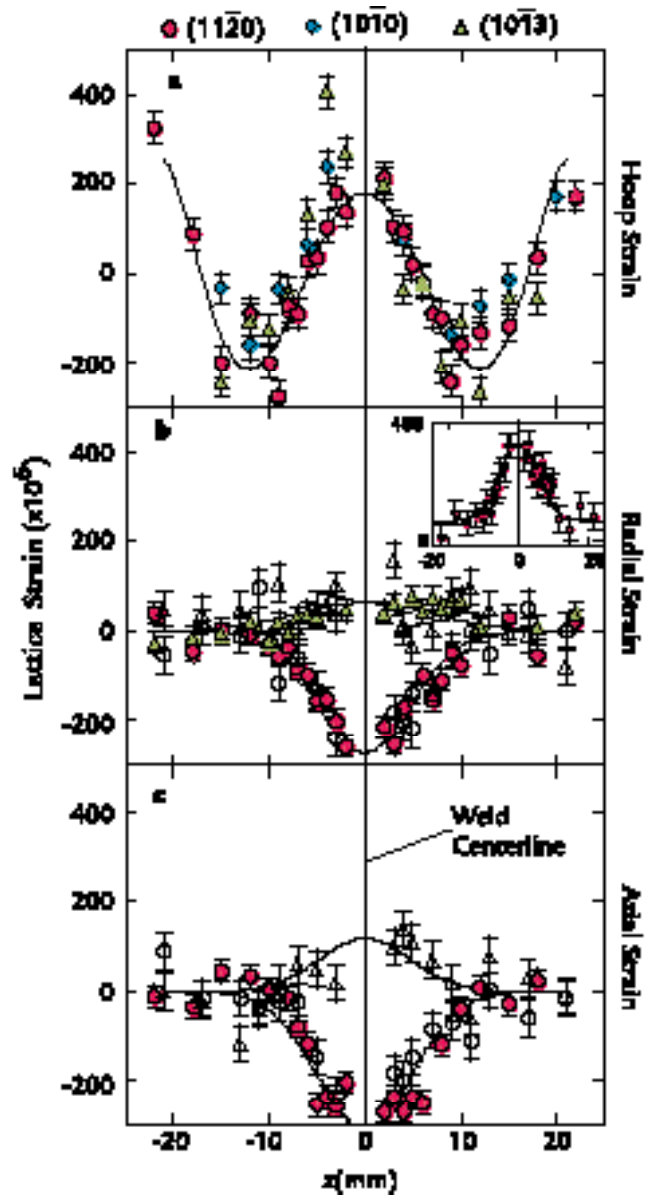 (112̄0) (101̄0) (101̄3)
a
400
200
0
-200
Hoop Strain
b
400
200
0
-200
400
0
-20 0 20
Radial Strain
Lattice Strain (x10⁶)
c
400
200
0
-200
Weld
Centerline
Axial Strain
-20 -10 0 10 20
z(mm)